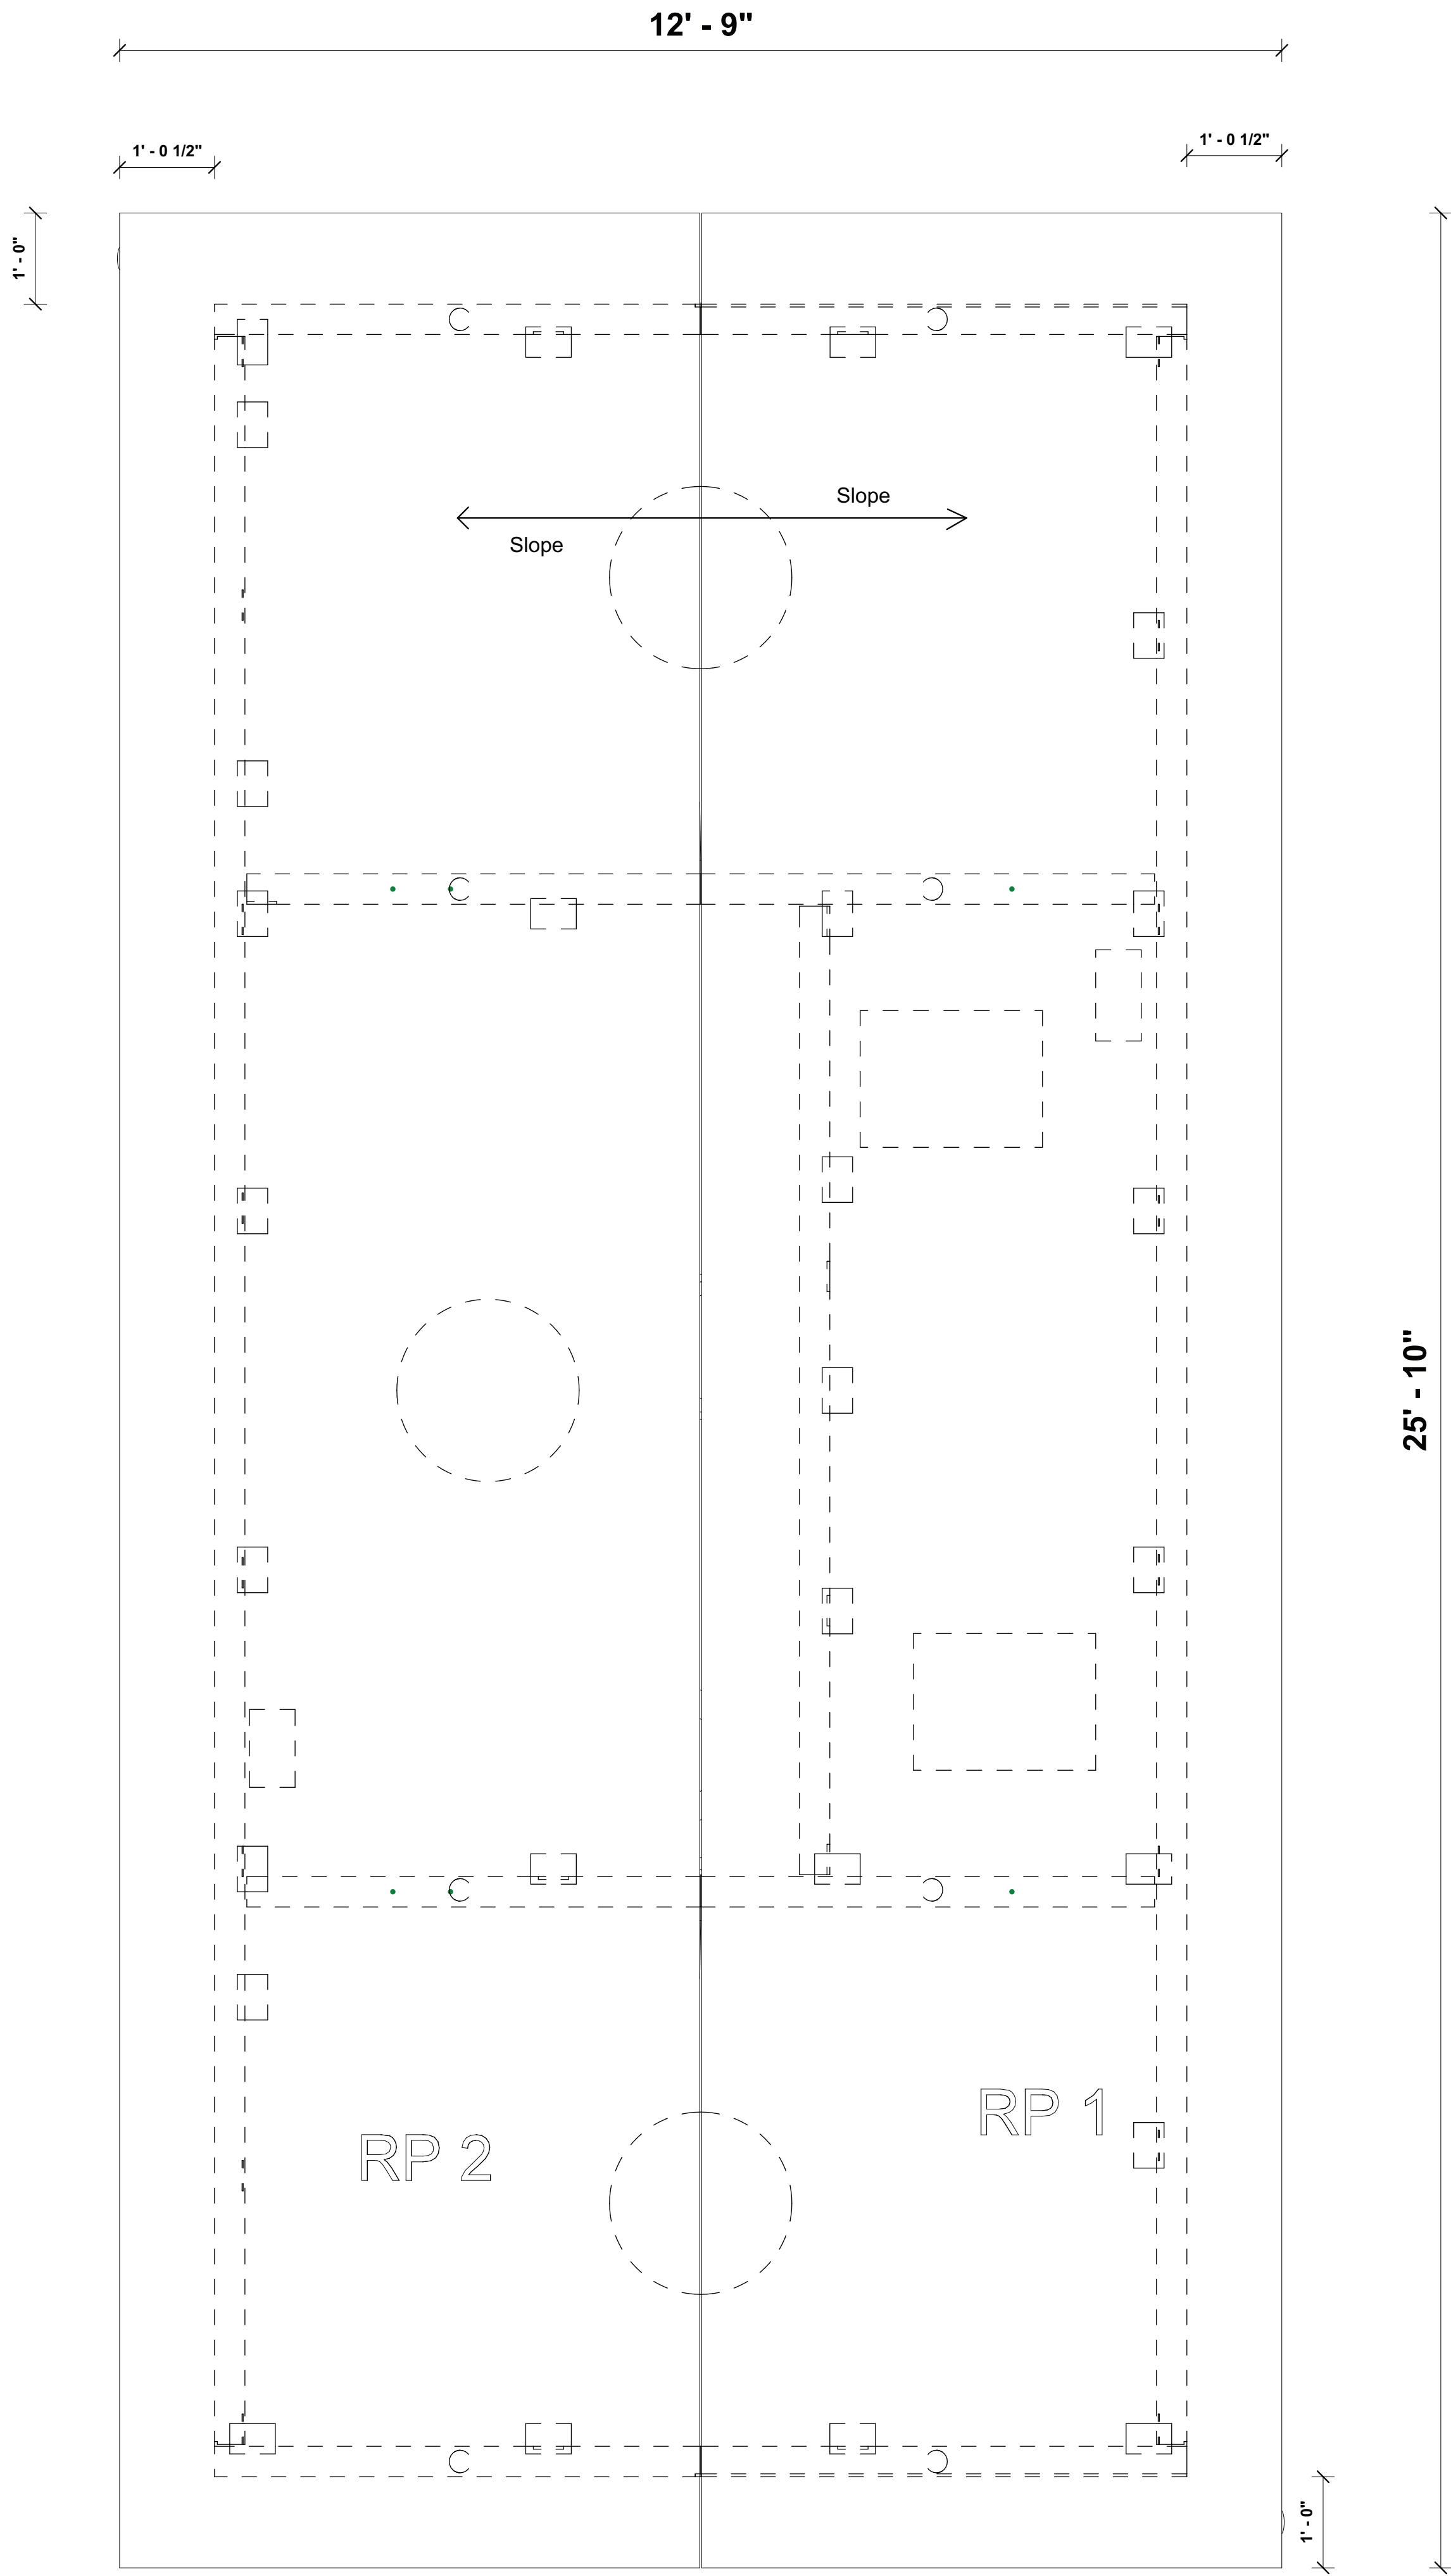 12' - 9"
1' - 0 1/2"
1' - 0 1/2"
1' - 0"
Slope
Slope
25' - 10"
RP 1
RP 2
1' - 0"